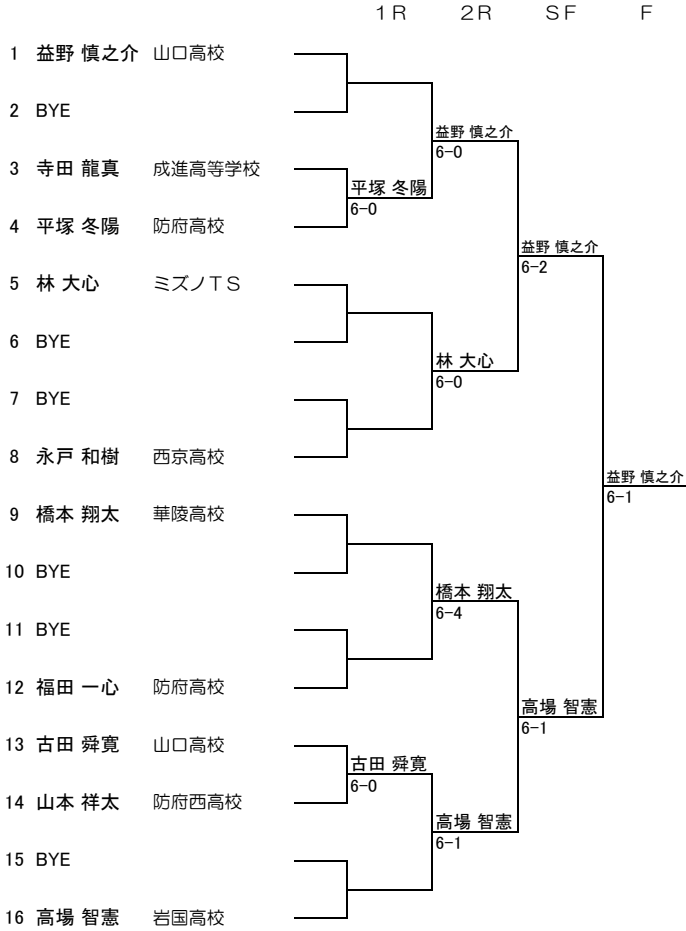 1R 2R SF F
1 益野 慎之介 山口高校
2 BYE
益野 慎之介
6-0
3 寺田 龍真 成進高等学校
平塚 冬陽
6-0
4 平塚 冬陽 防府高校
益野 慎之介
6-2
5 林 大心 ミズノTS
6 BYE
林 大心
6-0
7 BYE
8 永戸 和樹 西京高校
益野 慎之介
6-1
9 橋本 翔太 華陵高校
10 BYE
橋本 翔太
6-4
11 BYE
12 福田 一心 防府高校
高場 智憲
6-1
13 古田 舜寛 山口高校
古田 舜寛
6-0
14 山本 祥太 防府西高校
高場 智憲
6-1
15 BYE
16 高場 智憲 岩国高校